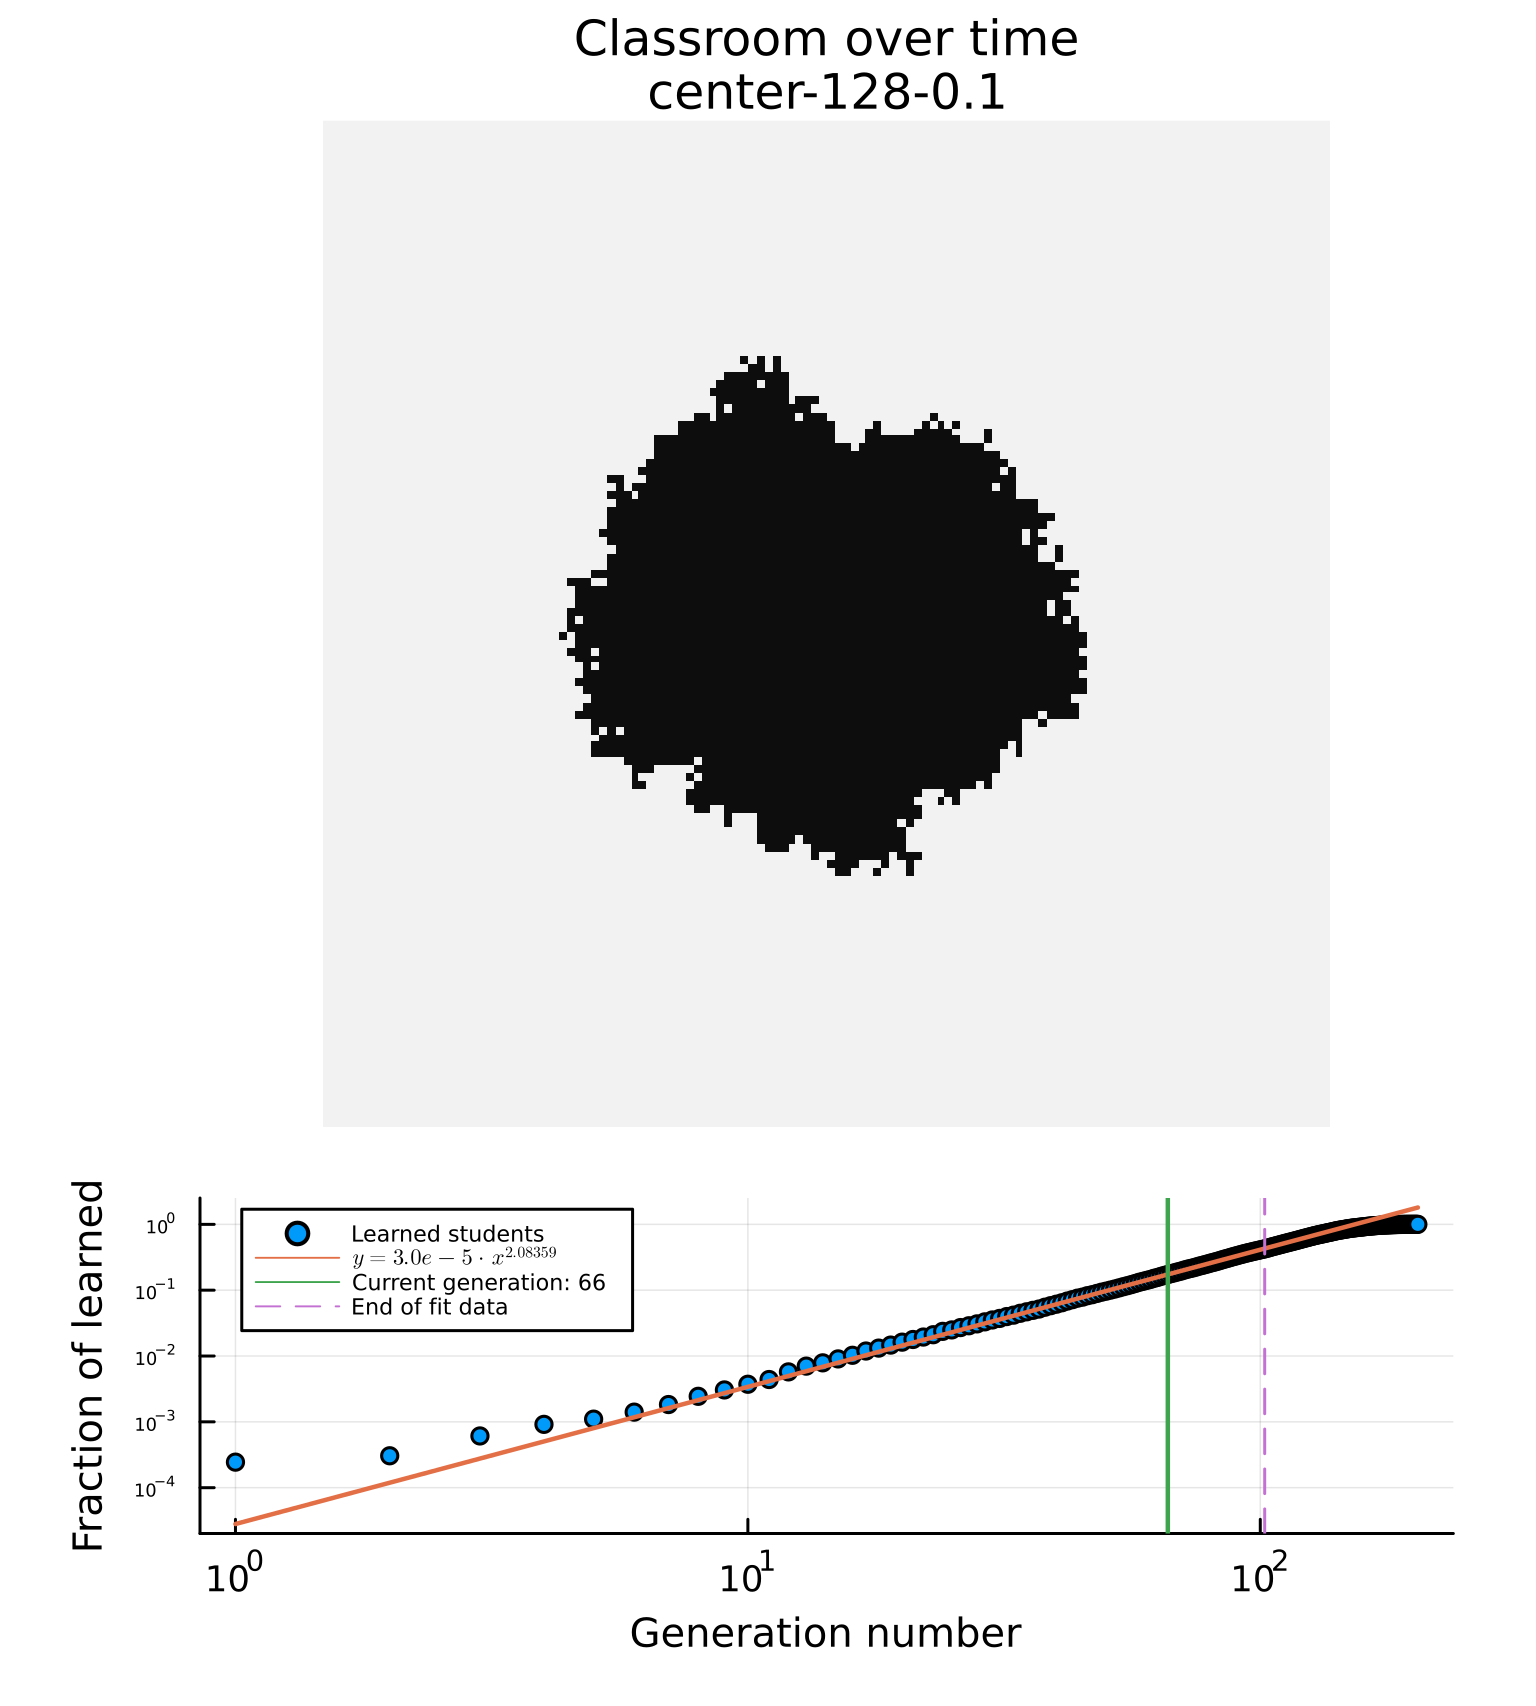 Classroom over time
center-128-0.1
Fraction of learned
Learned students
y = 3.0e − 5 · x^2.08359
Current generation: 66
End of fit data
10^0
10^−1
10^−2
10^−3
10^−4
10^0 10^1 10^2
Generation number